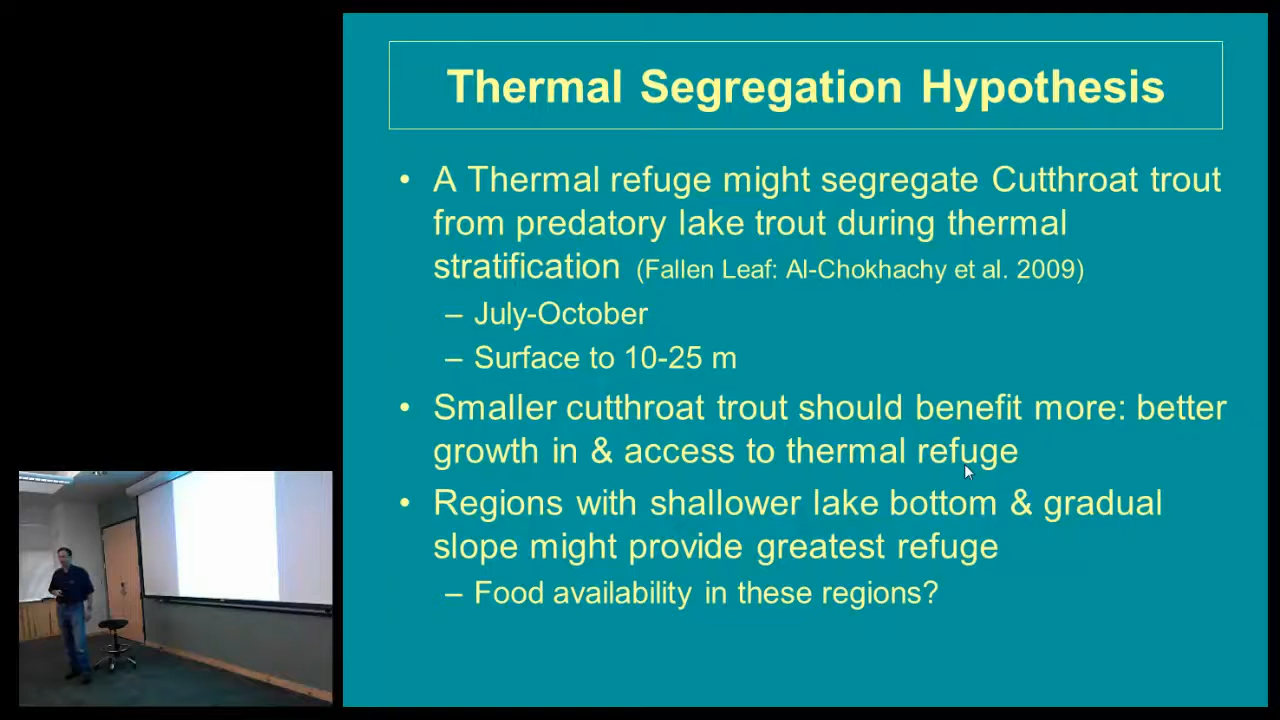 Thermal Segregation Hypothesis
• A Thermal refuge might segregate Cutthroat trout
from predatory lake trout during thermal
stratification (Fallen Leaf: Al-Chokhachy et al. 2009)
– July-October
– Surface to 10-25 m
• Smaller cutthroat trout should benefit more: better
growth in & access to thermal refuge
• Regions with shallower lake bottom & gradual
slope might provide greatest refuge
– Food availability in these regions?